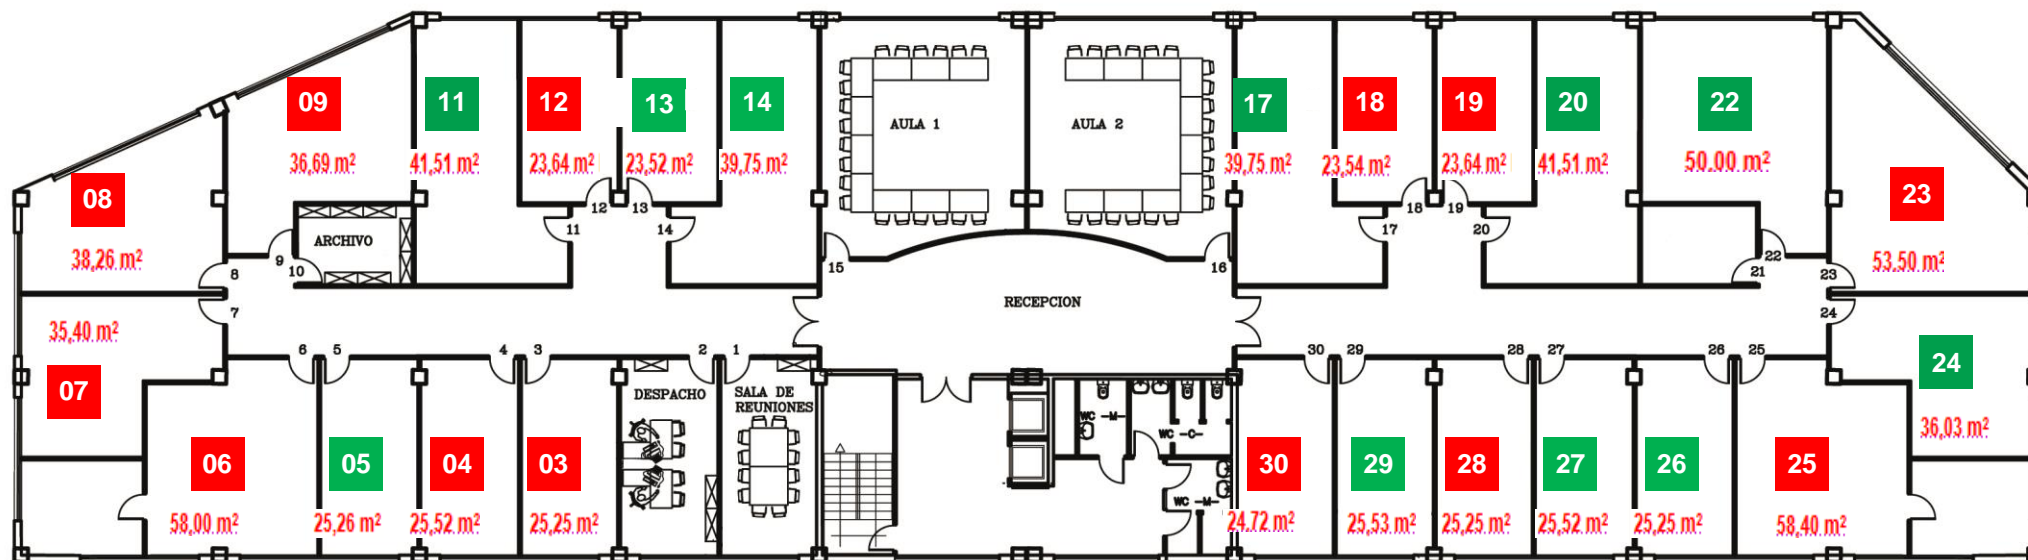 09
11
12
13
14
17
18
19
20
22
AULA 1
AULA 2
36,69 m²
41,51 m²
23,64 m²
23,52 m²
39,75 m²
39,75 m²
23,54 m²
23,64 m²
41,51 m²
50,00 m²
08
23
12
13
18
19
11
14
17
20
ARCHIVO
38,26 m²
9
10
8
15
16
22
21
23
53,50 m²
7
RECEPCION
24
35,40 m²
6
5
4
3
2
1
30
29
28
27
26
25
07
24
DESPACHO
SALA DE
REUNIONES
WC -M-
WC -C-
36,03 m²
06
05
04
03
30
29
28
27
26
25
WC -M-
58,00 m²
25,26 m²
25,52 m²
25,25 m²
24,72 m²
25,53 m²
25,25 m²
25,52 m²
25,25 m²
58,40 m²